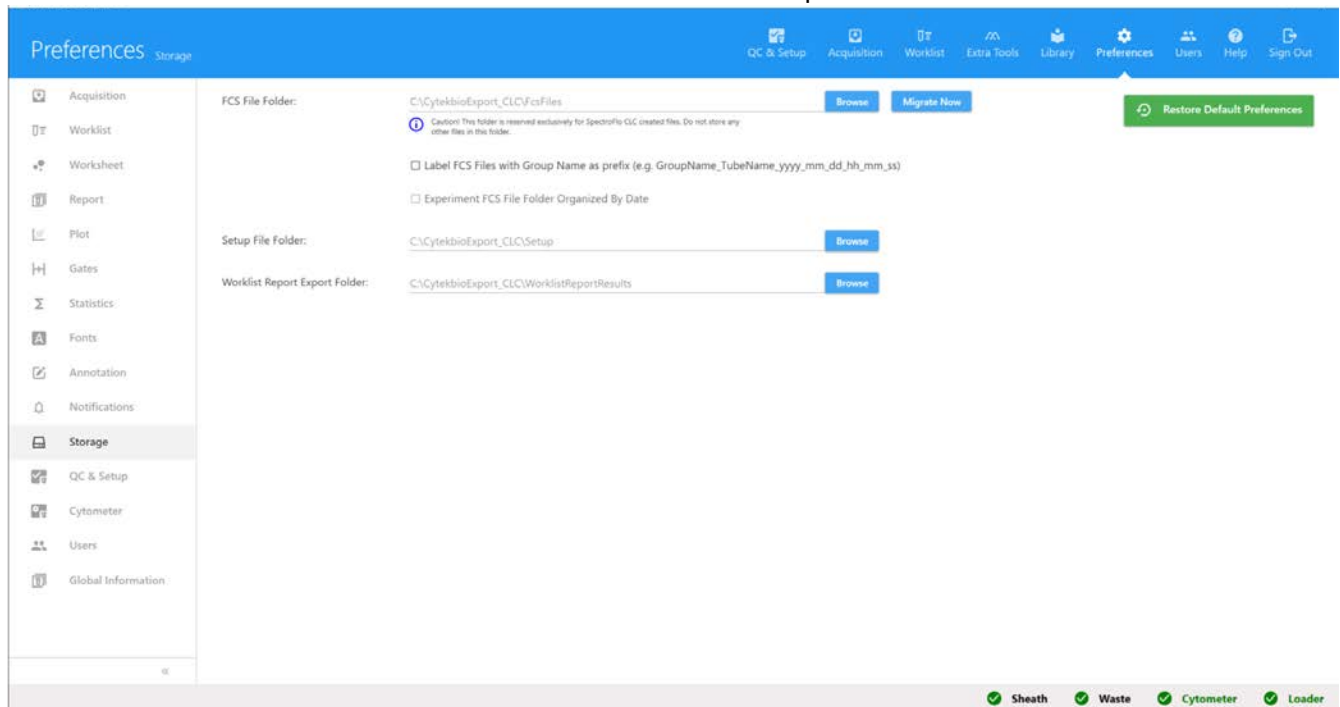 Preferences Storage
QC & Setup
Acquisition
Worklist
Extra Tools
Library
Preferences
Users
Help
Sign Out
Acquisition
Worklist
Worksheet
Report
Plot
Gates
Statistics
Fonts
Annotation
Notifications
Storage
QC & Setup
Cytometer
Users
Global Information
FCS File Folder:
C:\CytekbioExport_CLC\FcsFiles
Browse
Migrate Now
Restore Default Preferences
Caution! This folder is reserved exclusively for SpectroFlo CLC created files. Do not store any
other files in this folder.
Label FCS Files with Group Name as prefix (e.g. GroupName_TubeName_yyyy_mm_dd_hh_mm_ss)
Experiment FCS File Folder Organized By Date
Setup File Folder:
C:\CytekbioExport_CLC\Setup
Browse
Worklist Report Export Folder:
C:\CytekbioExport_CLC\WorklistReportResults
Browse
Sheath
Waste
Cytometer
Loader